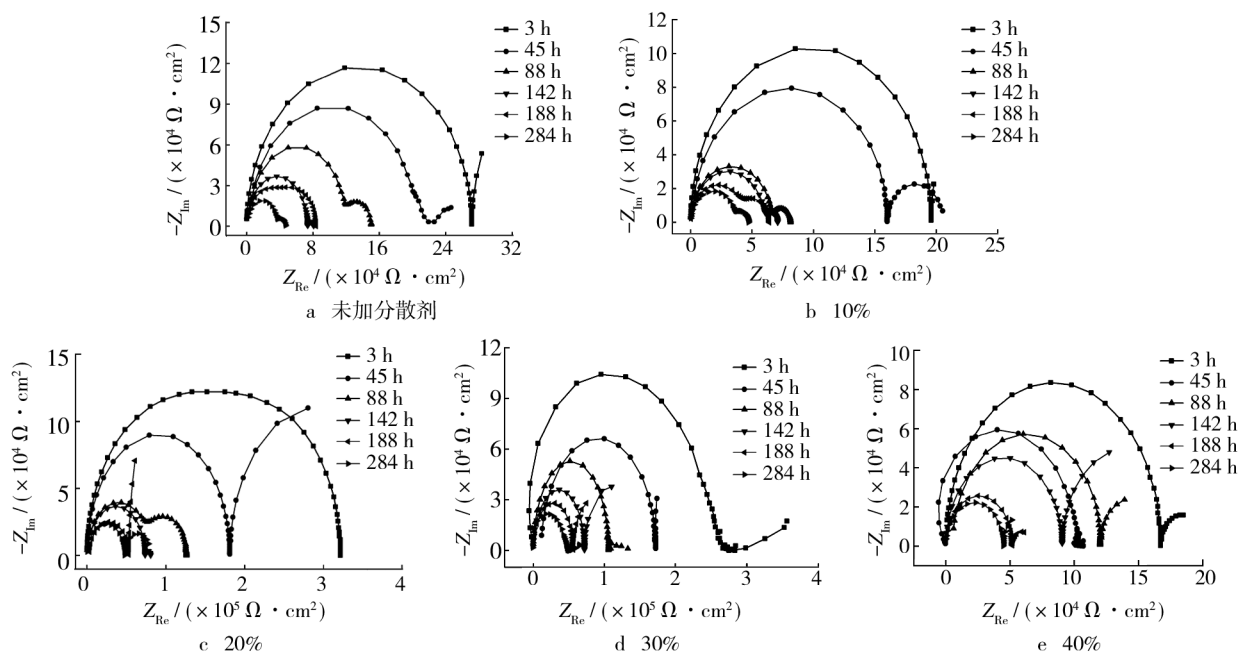 15
12
9
6
3
0
-Z_Im / (×10⁴ Ω · cm²)
3 h
45 h
88 h
142 h
188 h
284 h
0 8 16 24 32
Z_Re / (×10⁴ Ω · cm²)
a 未加分散剂
12
10
8
6
4
2
0
-Z_Im / (×10⁴ Ω · cm²)
3 h
45 h
88 h
142 h
188 h
284 h
0 5 10 15 20 25
Z_Re / (×10⁴ Ω · cm²)
b 10%
15
10
5
0
-Z_Im / (×10⁴ Ω · cm²)
3 h
45 h
88 h
142 h
188 h
284 h
0 1 2 3 4
Z_Re / (×10⁵ Ω · cm²)
c 20%
12
9
6
3
0
-Z_Im / (×10⁴ Ω · cm²)
3 h
45 h
88 h
142 h
188 h
284 h
0 1 2 3 4
Z_Re / (×10⁵ Ω · cm²)
d 30%
10
8
6
4
2
0
-Z_Im / (×10⁴ Ω · cm²)
3 h
45 h
88 h
142 h
188 h
284 h
0 5 10 15 20
Z_Re / (×10⁴ Ω · cm²)
e 40%